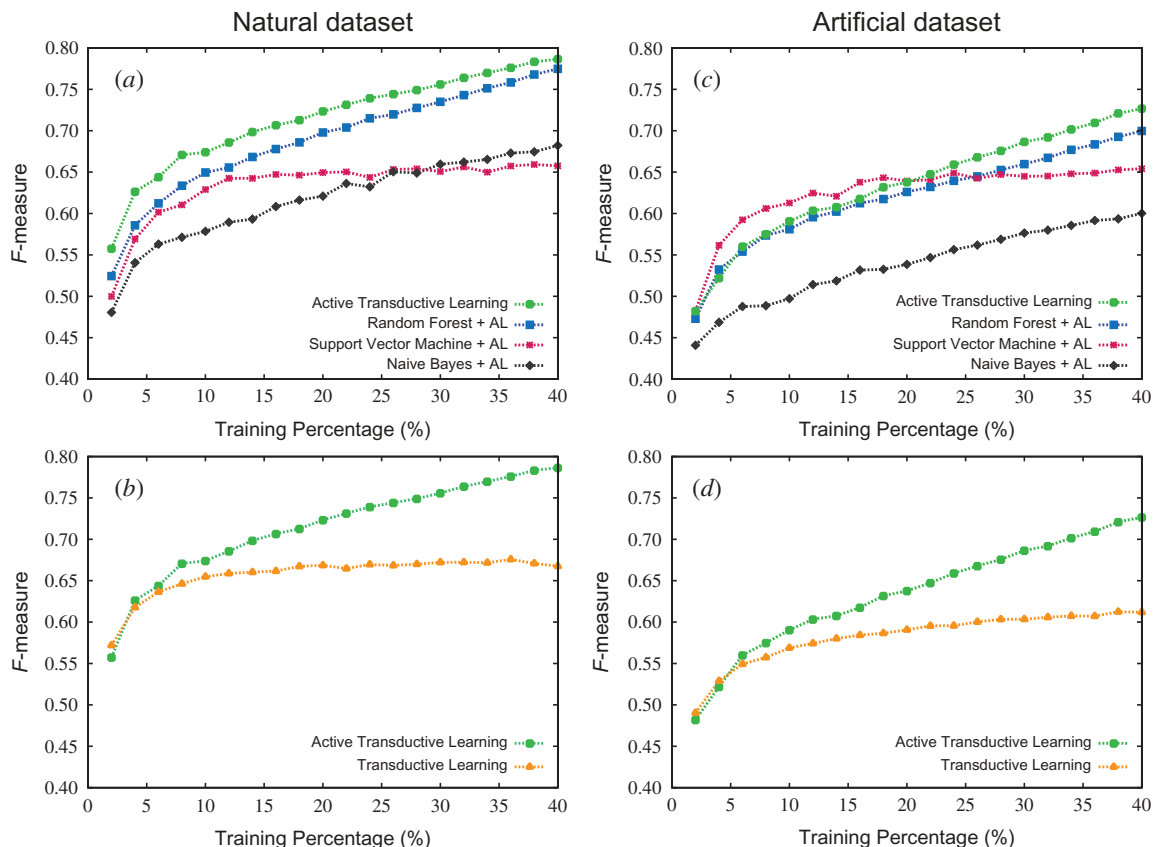 Natural dataset
Artificial dataset
0.80
0.75
0.70
0.65
0.60
0.55
0.50
0.45
0.40
F-measure
(a)
Active Transductive Learning
Random Forest + AL
Support Vector Machine + AL
Naive Bayes + AL
0 5 10 15 20 25 30 35 40
Training Percentage (%)
0.80
0.75
0.70
0.65
0.60
0.55
0.50
0.45
0.40
F-measure
(c)
Active Transductive Learning
Random Forest + AL
Support Vector Machine + AL
Naive Bayes + AL
0 5 10 15 20 25 30 35 40
Training Percentage (%)
0.80
0.75
0.70
0.65
0.60
0.55
0.50
0.45
0.40
F-measure
(b)
Active Transductive Learning
Transductive Learning
0 5 10 15 20 25 30 35 40
Training Percentage (%)
0.80
0.75
0.70
0.65
0.60
0.55
0.50
0.45
0.40
F-measure
(d)
Active Transductive Learning
Transductive Learning
0 5 10 15 20 25 30 35 40
Training Percentage (%)